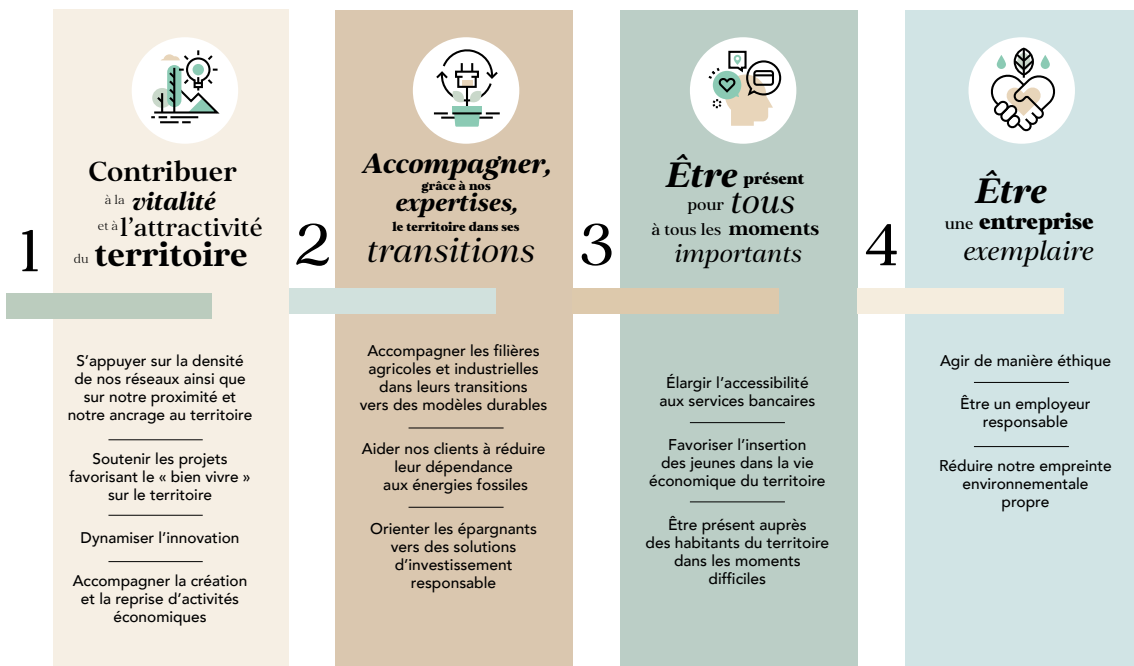 1
Contribuer
à la vitalité
et à l'attractivité
du territoire
S'appuyer sur la densité
de nos réseaux ainsi que
sur notre proximité et
notre ancrage au territoire
Soutenir les projets
favorisant le « bien vivre »
sur le territoire
Dynamiser l'innovation
Accompagner la création
et la reprise d'activités
économiques
2
Accompagner,
grâce à nos
expertises,
le territoire dans ses
transitions
Accompagner les filières
agricoles et industrielles
dans leurs transitions
vers des modèles durables
Aider nos clients à réduire
leur dépendance
aux énergies fossiles
Orienter les épargnants
vers des solutions
d'investissement
responsable
3
Être présent
pour tous
à tous les moments
importants
Élargir l'accessibilité
aux services bancaires
Favoriser l'insertion
des jeunes dans la vie
économique du territoire
Être présent auprès
des habitants du territoire
dans les moments
difficiles
4
Être
une entreprise
exemplaire
Agir de manière éthique
Être un employeur
responsable
Réduire notre empreinte
environnementale
propre